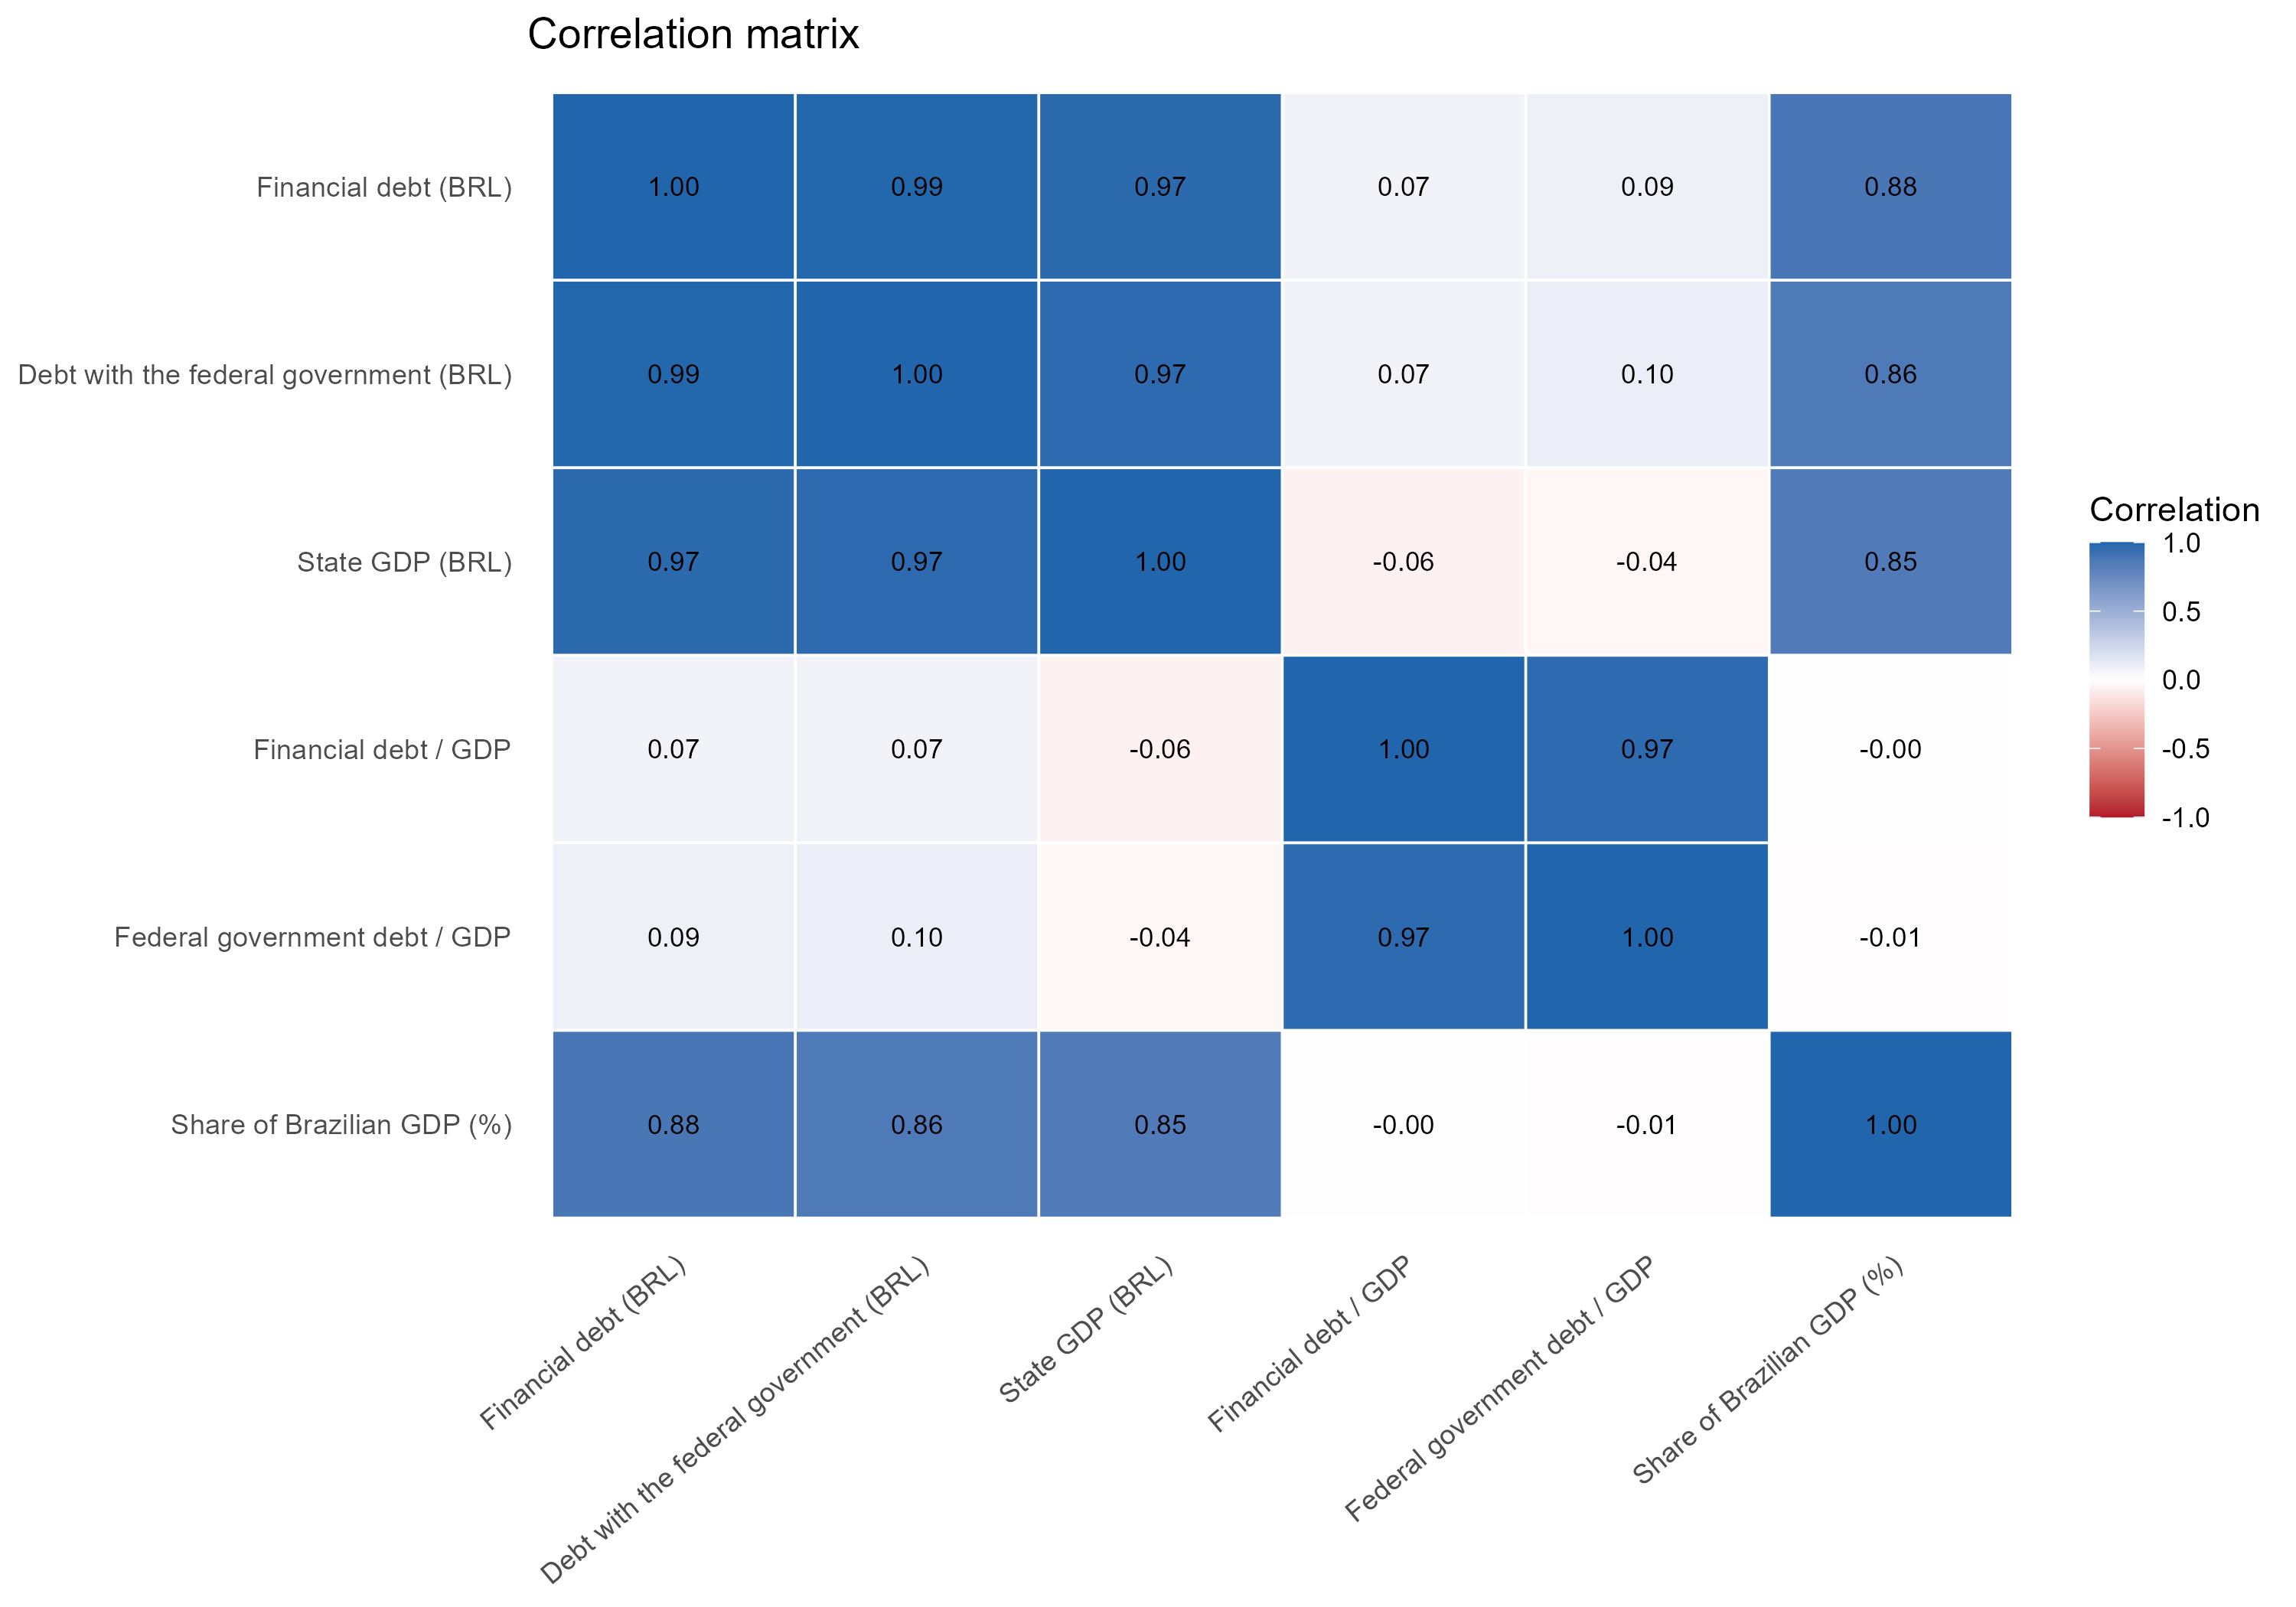 Correlation matrix
Financial debt (BRL) 1.00 0.99 0.97 0.07 0.09 0.88
Debt with the federal government (BRL) 0.99 1.00 0.97 0.07 0.10 0.86
State GDP (BRL) 0.97 0.97 1.00 -0.06 -0.04 0.85
Financial debt / GDP 0.07 0.07 -0.06 1.00 0.97 -0.00
Federal government debt / GDP 0.09 0.10 -0.04 0.97 1.00 -0.01
Share of Brazilian GDP (%) 0.88 0.86 0.85 -0.00 -0.01 1.00
Financial debt (BRL)
Debt with the federal government (BRL)
State GDP (BRL)
Financial debt / GDP
Federal government debt / GDP
Share of Brazilian GDP (%)
Correlation
1.0
0.5
0.0
-0.5
-1.0